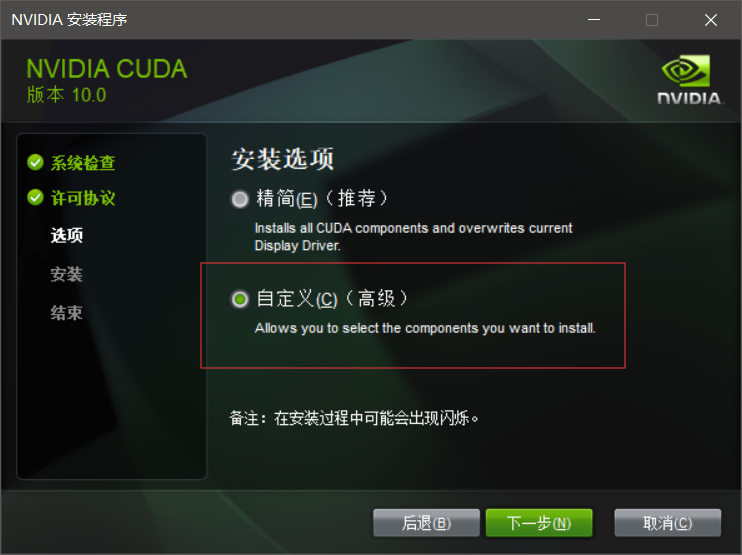 NVIDIA 安装程序
NVIDIA CUDA
版本 10.0
NVIDIA.
系统检查
许可协议
选项
安装
结束
安装选项
精简(E)（推荐）
Installs all CUDA components and overwrites current
Display Driver.
自定义(C)（高级）
Allows you to select the components you want to install.
备注：在安装过程中可能会出现闪烁。
后退(B)
下一步(N)
取消(C)